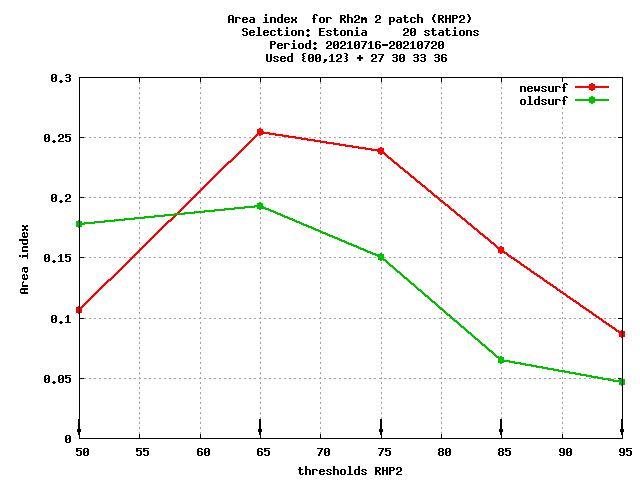 Area index  for Rh2m 2 patch (RHP2)
Selection: Estonia     20 stations
Period: 20210716-20210720
Used {00,12} + 27 30 33 36
newsurf
oldsurf
0.3
0.25
0.2
0.15
0.1
0.05
0
Area index
50 55 60 65 70 75 80 85 90 95
thresholds RHP2